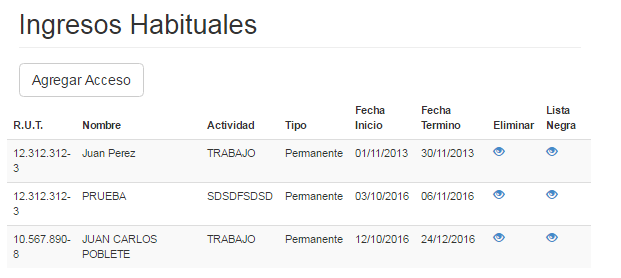 Ingresos Habituales
Agregar Acceso
R.U.T. Nombre Actividad Tipo Fecha Inicio Fecha Termino Eliminar Lista Negra
12.312.312-3 Juan Perez TRABAJO Permanente 01/11/2013 30/11/2013
12.312.312-3 PRUEBA SDSDFSDSD Permanente 03/10/2016 06/11/2016
10.567.890-8 JUAN CARLOS POBLETE TRABAJO Permanente 12/10/2016 24/12/2016